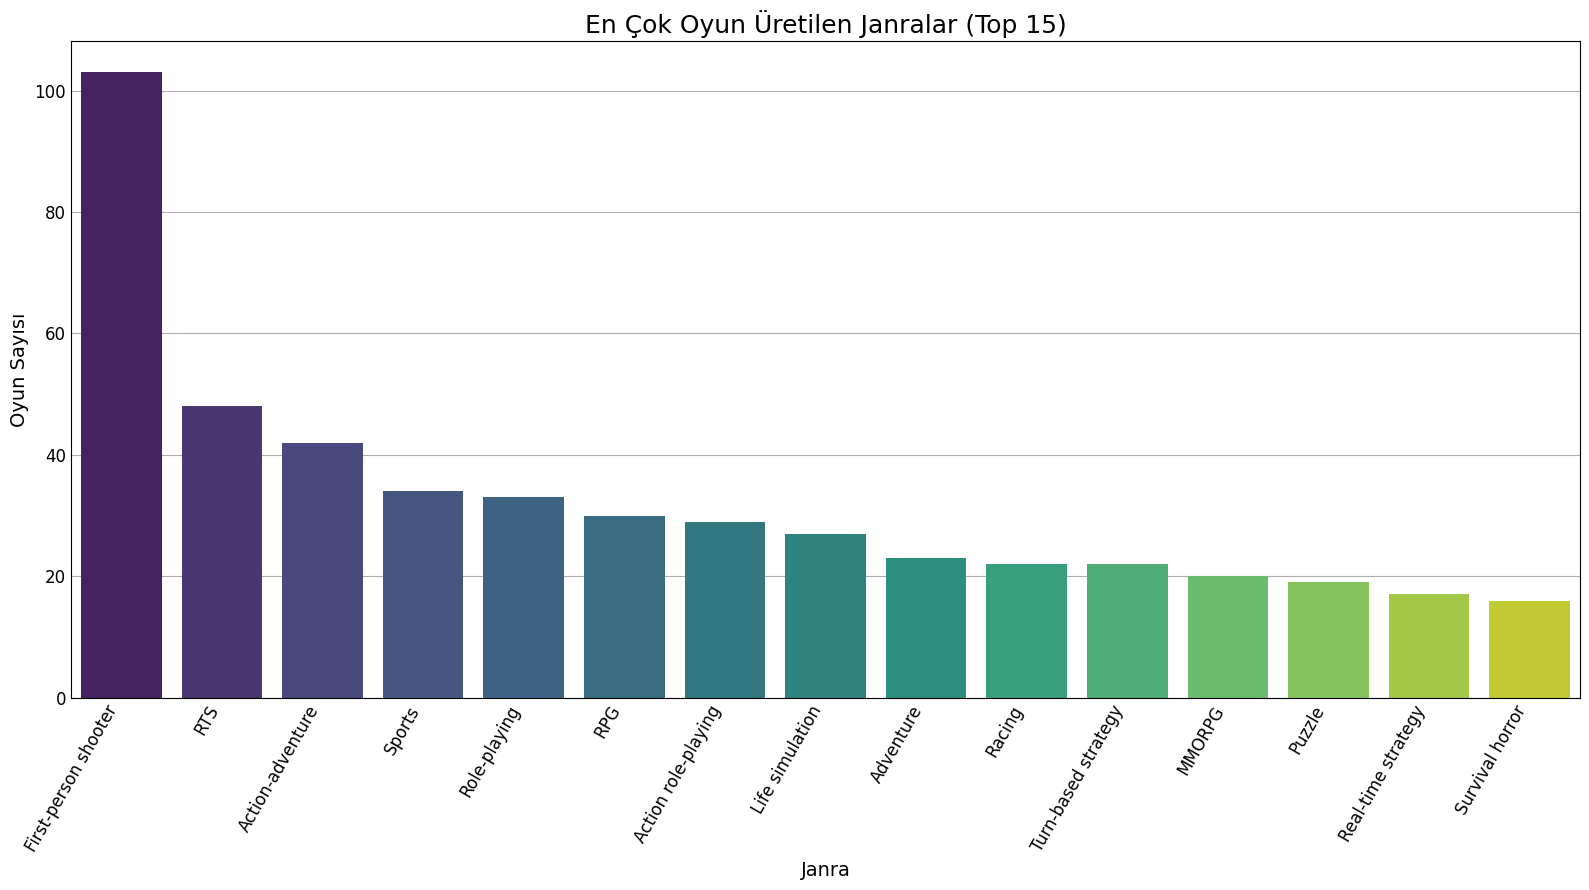 En Çok Oyun Üretilen Janralar (Top 15)
Oyun Sayısı
100
80
60
40
20
0
First-person shooter
RTS
Action-adventure
Sports
Role-playing
RPG
Action role-playing
Life simulation
Adventure
Racing
Turn-based strategy
MMORPG
Puzzle
Real-time strategy
Survival horror
Janra